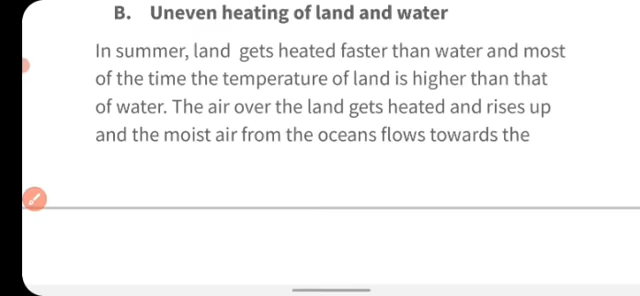 B. Uneven heating of land and water
In summer, land gets heated faster than water and most
of the time the temperature of land is higher than that
of water. The air over the land gets heated and rises up
and the moist air from the oceans flows towards the